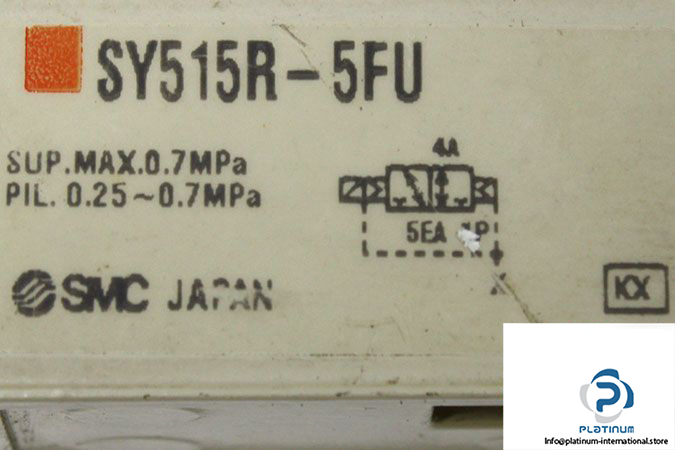 SY515R-5FU
SUP.MAX.0.7MPa
PIL. 0.25~0.7MPa
4A
5EA 1P
X
SMC JAPAN
KX
PLATINUM
Info@platinum-international.store